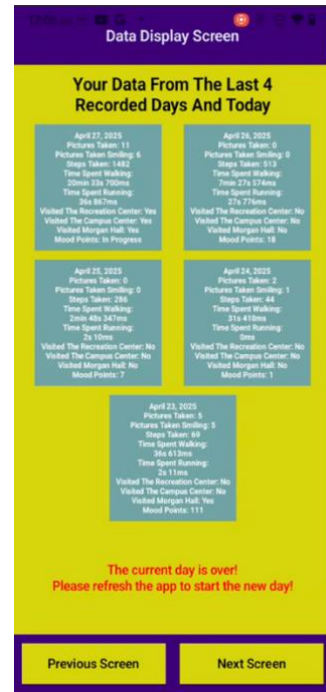 Data Display Screen
Your Data From The Last 4
Recorded Days And Today
April 27, 2025
Pictures Taken: 11
Pictures Taken Smiling: 6
Steps Taken: 1482
Time Spent Walking:
20min 33s 700ms
Time Spent Running:
36s 867ms
Visited The Recreation Center: Yes
Visited The Campus Center: Yes
Visited Morgan Hall: Yes
Mood Points: In Progress
April 26, 2025
Pictures Taken: 0
Pictures Taken Smiling: 0
Steps Taken: 513
Time Spent Walking:
7min 27s 574ms
Time Spent Running:
27s 776ms
Visited The Recreation Center: No
Visited The Campus Center: No
Visited Morgan Hall: No
Mood Points: 18
April 25, 2025
Pictures Taken: 0
Pictures Taken Smiling: 0
Steps Taken: 286
Time Spent Walking:
2min 48s 347ms
Time Spent Running:
2s 10ms
Visited The Recreation Center: No
Visited The Campus Center: No
Visited Morgan Hall: No
Mood Points: 7
April 24, 2025
Pictures Taken: 2
Pictures Taken Smiling: 1
Steps Taken: 44
Time Spent Walking:
31s 410ms
Time Spent Running:
0ms
Visited The Recreation Center: No
Visited The Campus Center: No
Visited Morgan Hall: No
Mood Points: 1
April 23, 2025
Pictures Taken: 5
Pictures Taken Smiling: 5
Steps Taken: 69
Time Spent Walking:
36s 613ms
Time Spent Running:
2s 11ms
Visited The Recreation Center: No
Visited The Campus Center: No
Visited Morgan Hall: Yes
Mood Points: 111
The current day is over!
Please refresh the app to start the new day!
Previous Screen
Next Screen